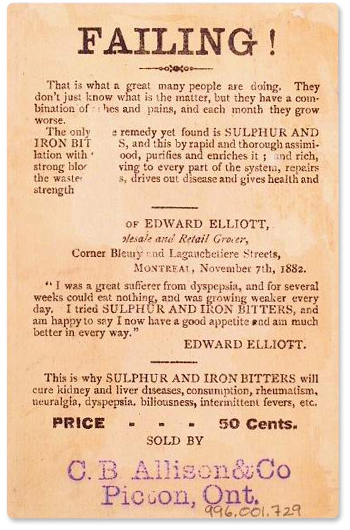 FAILING!
That is what a great many people are doing. They
don't just know what is the matter, but they have a com-
bination of hes and pains, and each month they grow
worse.
The only e remedy yet found is SULPHUR AND
IRON BIT S, and this by rapid and thorough assimi-
lation with ood, purifies and enriches it ; and rich,
strong bloo ving to every part of the system, repairs
the waste s, drives out disease and gives health and
strength
OF EDWARD ELLIOTT,
olesale and Retail Grocer,
Corner Bleury and Lagauchetiere Streets,
MONTREAL, November 7th, 1882.
"I was a great sufferer from dyspepsia, and for several
weeks could eat nothing, and was growing weaker every
day. I tried SULPHUR AND IRON BITTERS, and
am happy to say I now have a good appetite and am much
better in every way."
EDWARD ELLIOTT.
This is why SULPHUR AND IRON BITTERS will
cure kidney and liver diseases, consumption, rheumatism,
neuralgia, dyspepsia, biliousness, intermittent fevers, etc.
PRICE - - - 50 Cents.
SOLD BY
C. B Allison&Co
Picton, Ont.
996.001.729